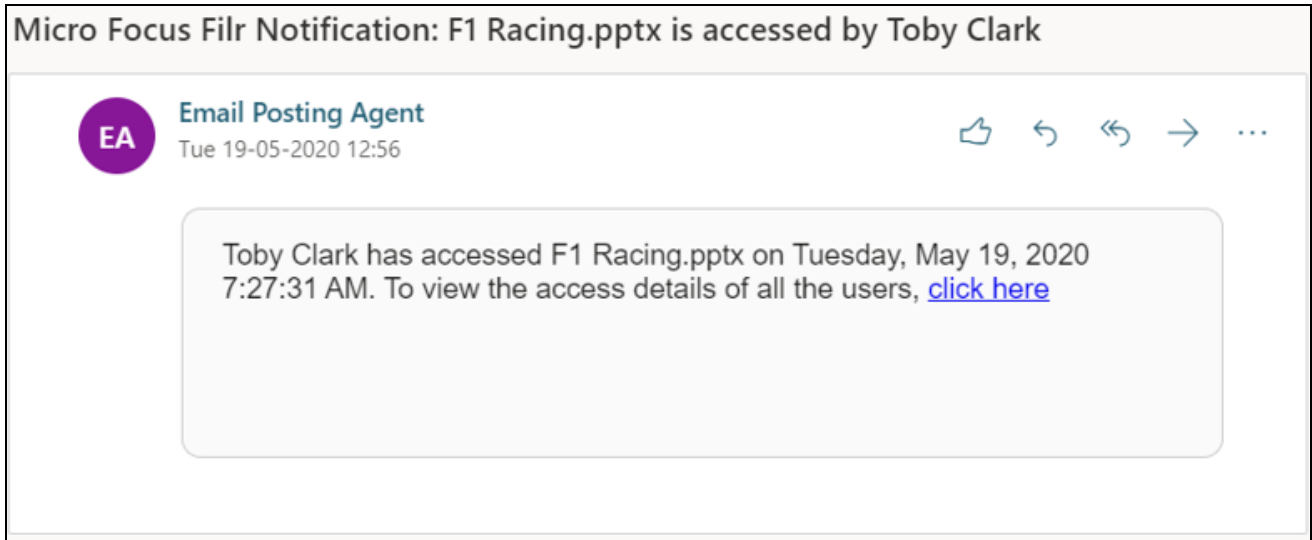 Micro Focus Filr Notification: F1 Racing.pptx is accessed by Toby Clark
EA
Email Posting Agent
Tue 19-05-2020 12:56
Toby Clark has accessed F1 Racing.pptx on Tuesday, May 19, 2020
7:27:31 AM. To view the access details of all the users, click here